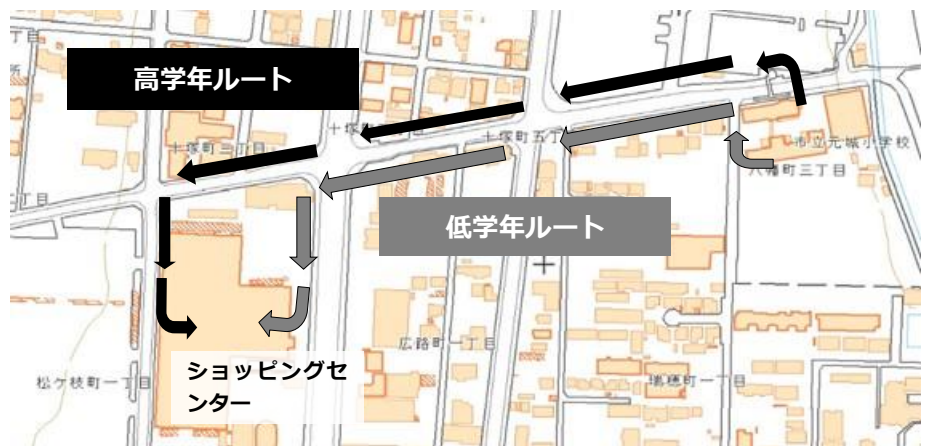 高学年ルート
十塚町三丁目
十塚町五丁
市立元城小学校
八幡町三丁目
低学年ルート
広路町一丁目
ショッピングセ
ンター
松ケ枝町一丁目
瑞穂町一丁目